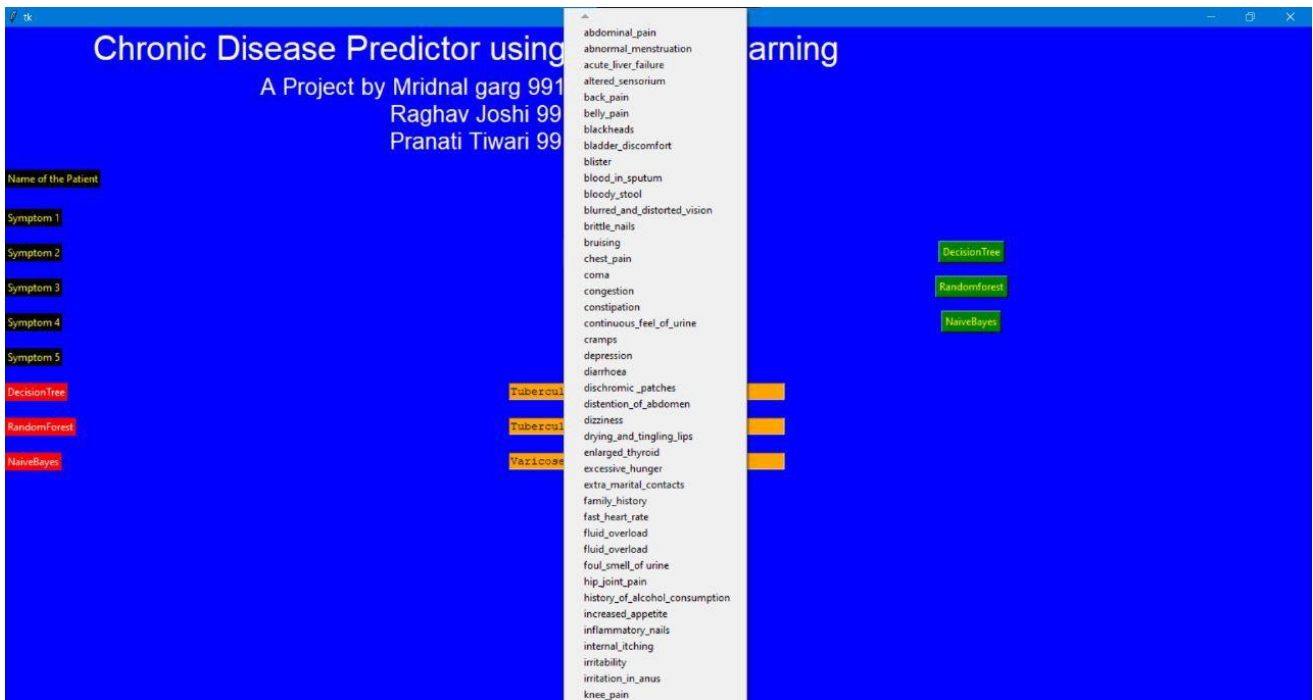 tk
Chronic Disease Predictor using arning
A Project by Mridnal garg 991
Raghav Joshi 99
Pranati Tiwari 99
Name of the Patient
Symptom 1
Symptom 2
Symptom 3
Symptom 4
Symptom 5
DecisionTree
Tubercul
RandomForest
Tubercul
NaiveBayes
Varicose
abdominal_pain
abnormal_menstruation
acute_liver_failure
altered_sensorium
back_pain
belly_pain
blackheads
bladder_discomfort
blister
blood_in_sputum
bloody_stool
blurred_and_distorted_vision
brittle_nails
bruising
chest_pain
coma
congestion
constipation
continuous_feel_of_urine
cramps
depression
diarrhoea
dischromic _patches
distention_of_abdomen
dizziness
drying_and_tingling_lips
enlarged_thyroid
excessive_hunger
extra_marital_contacts
family_history
fast_heart_rate
fluid_overload
fluid_overload
foul_smell_of urine
hip_joint_pain
history_of_alcohol_consumption
increased_appetite
inflammatory_nails
internal_itching
irritability
irritation_in_anus
knee_pain
DecisionTree
Randomforest
NaiveBayes